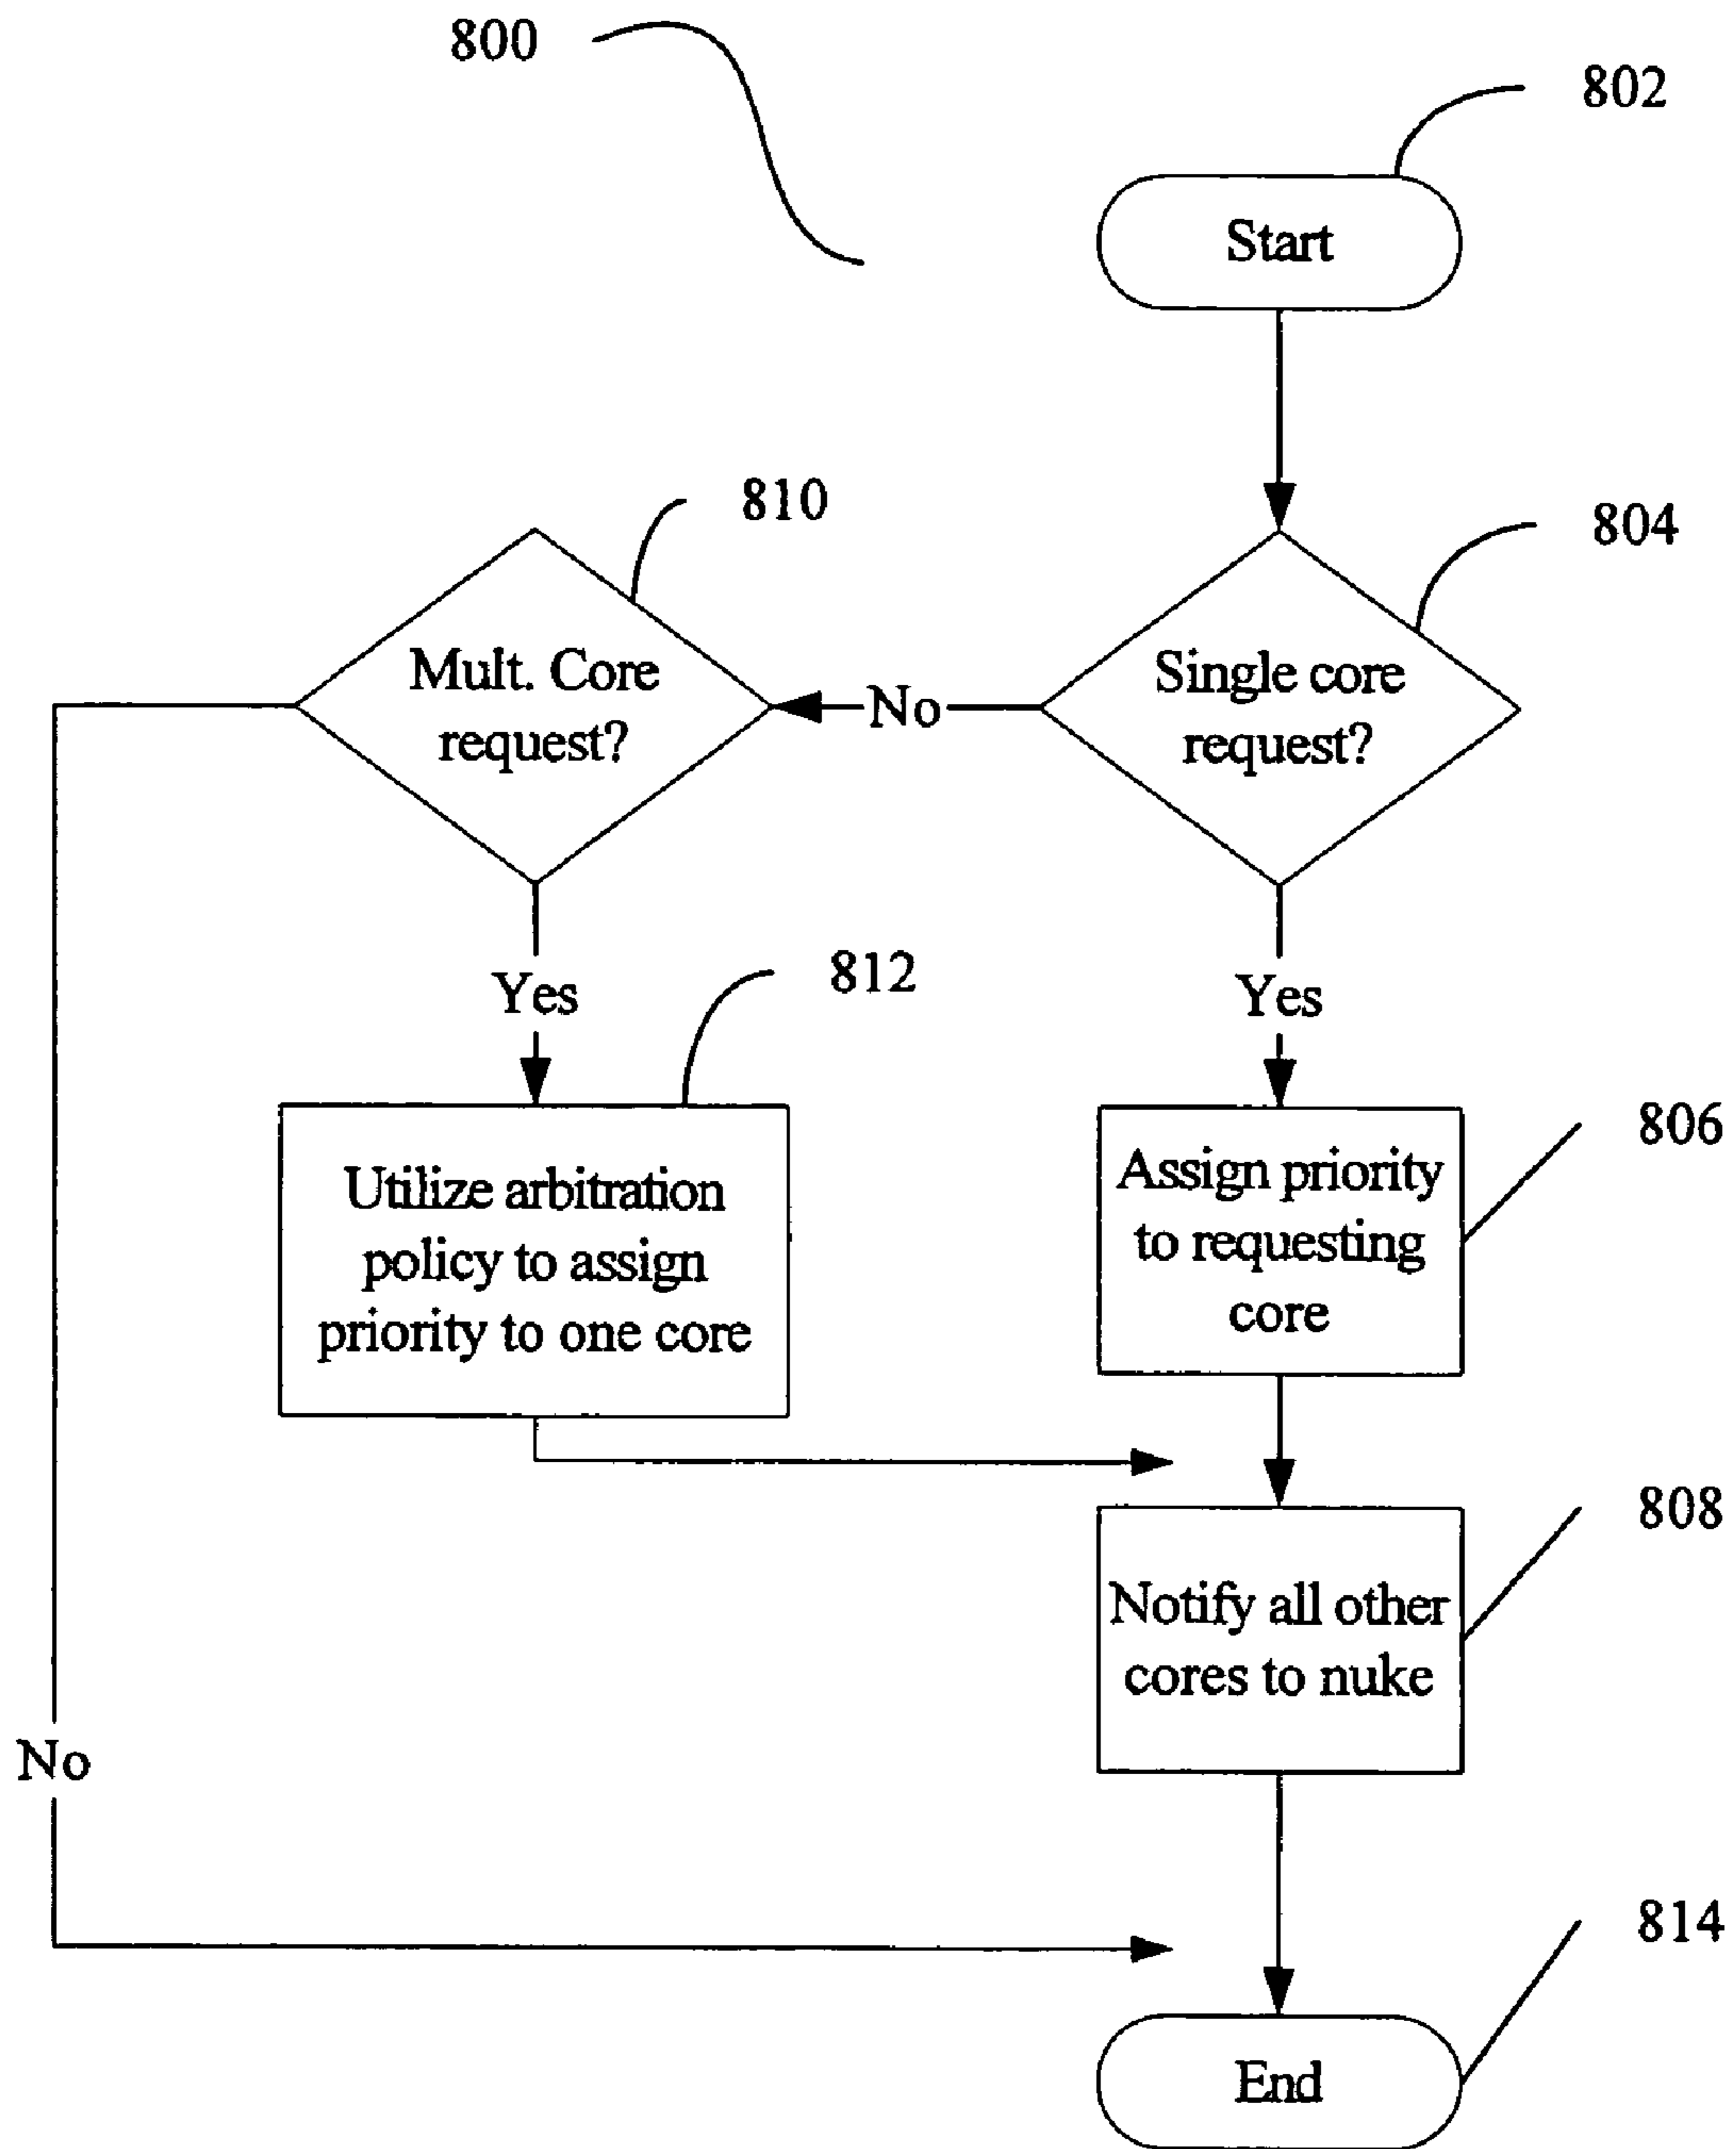 800
802
Start
810
804
Mult. Core
request?
No
Single core
request?
Yes
812
Yes
806
Utilize arbitration
policy to assign
priority to one core
Assign priority
to requesting
core
808
Notify all other
cores to nuke
No
814
End